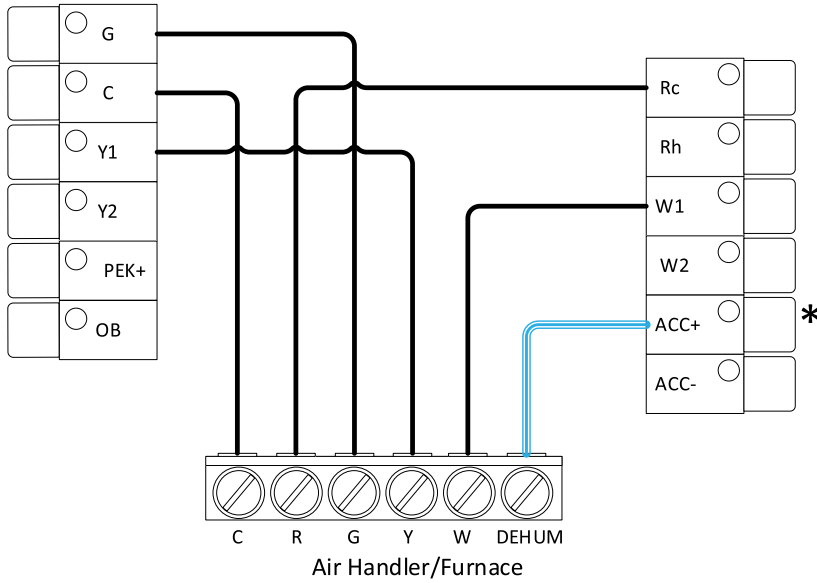 G
C
Y1
Y2
PEK+
OB
Rc
Rh
W1
W2
ACC+
*
ACC-
C R G Y W DEHUM
Air Handler/Furnace